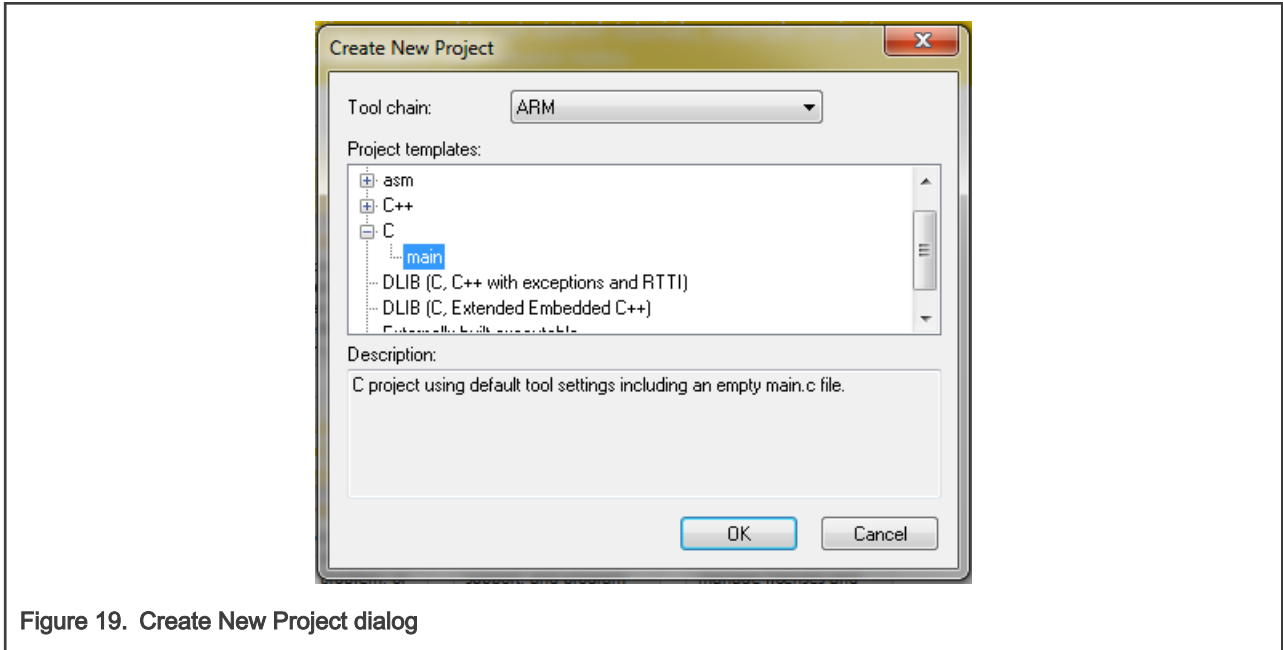 Create New Project
Tool chain: ARM
Project templates:
asm
C++
C
main
DLIB (C, C++ with exceptions and RTTI)
DLIB (C, Extended Embedded C++)
Description:
C project using default tool settings including an empty main.c file.
OK Cancel
Figure 19. Create New Project dialog